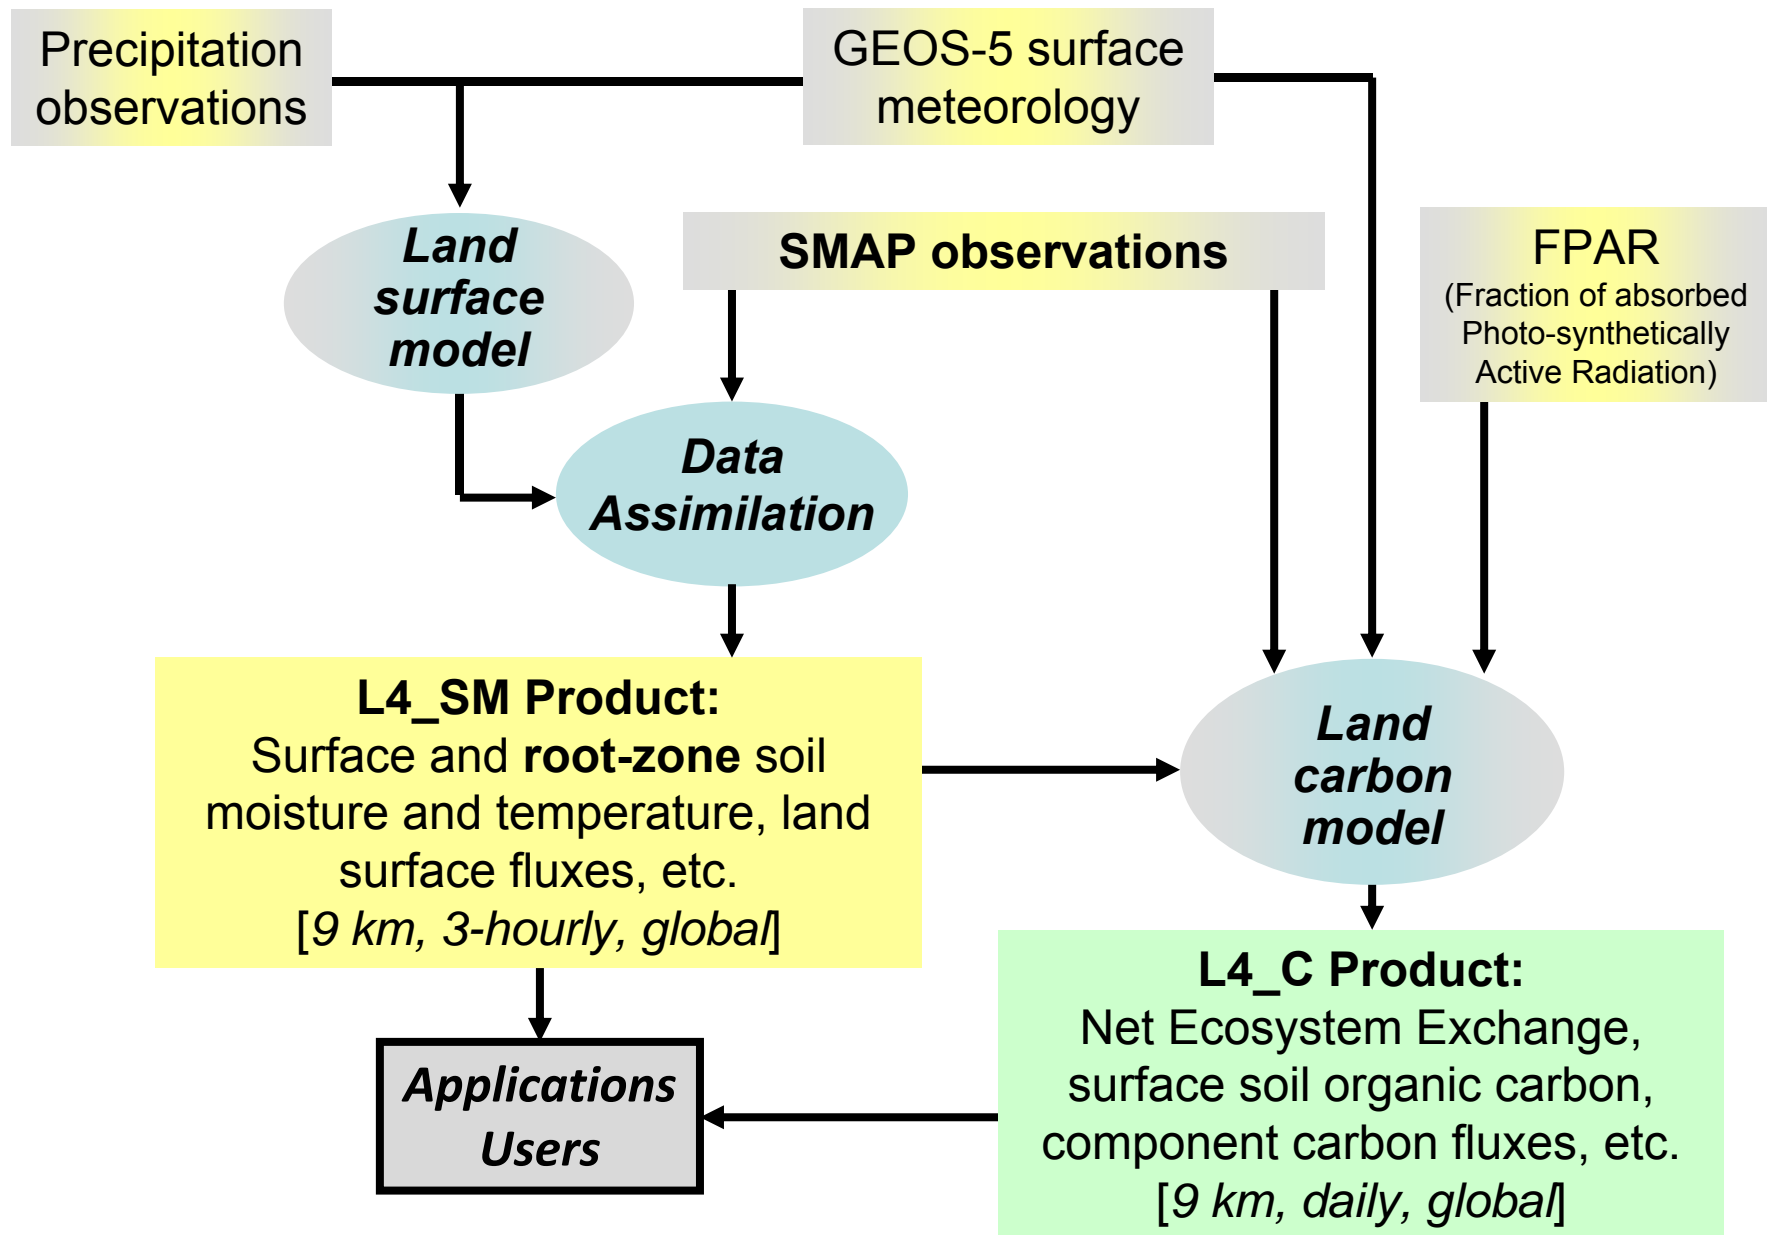 Precipitation
observations
GEOS-5 surface
meteorology
Land
surface
model
SMAP observations
FPAR
(Fraction of absorbed
Photo-synthetically
Active Radiation)
Data
Assimilation
L4_SM Product:
Surface and root-zone soil
moisture and temperature, land
surface fluxes, etc.
[9 km, 3-hourly, global]
Land
carbon
model
L4_C Product:
Net Ecosystem Exchange,
surface soil organic carbon,
component carbon fluxes, etc.
[9 km, daily, global]
Applications
Users